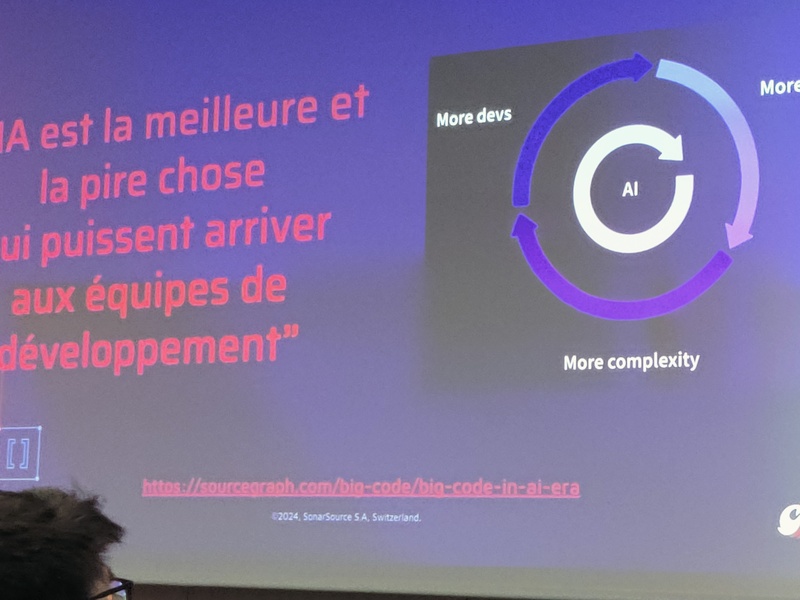 IA est la meilleure et
la pire chose
ui puissent arriver
aux équipes de
développement”
More devs
More
AI
More complexity
[]
https://sourcegraph.com/big-code/big-code-in-ai-era
©2024, SonarSource S.A, Switzerland.